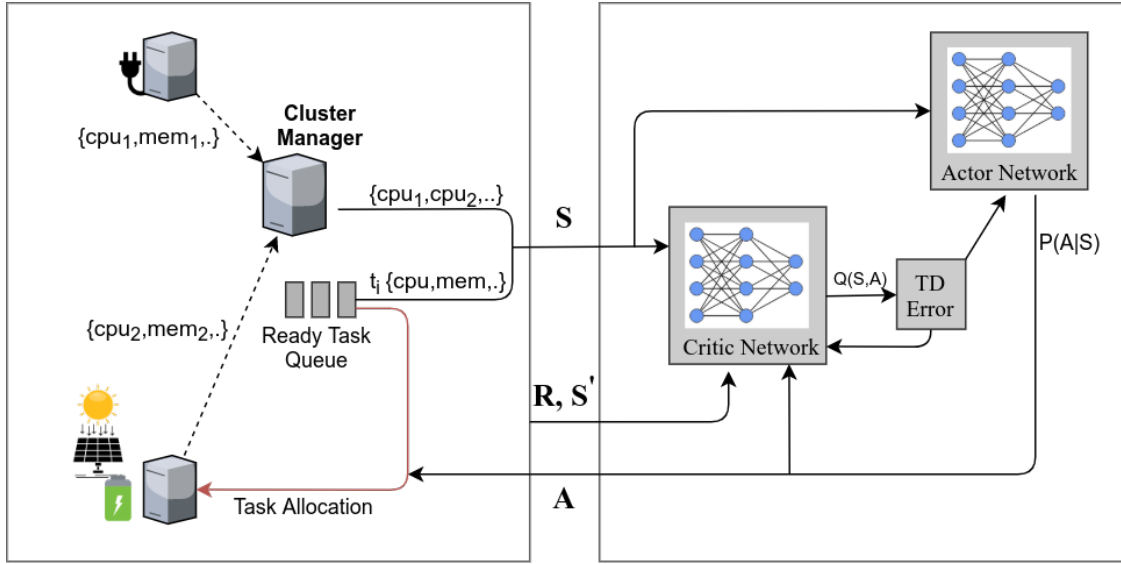 Cluster
Manager
{cpu₁,mem₁,.}
{cpu₁,cpu₂,..}
S
tᵢ {cpu,mem,.}
{cpu₂,mem₂,.}
Ready Task
Queue
Task Allocation
R, S'
A
Actor Network
P(A|S)
Q(S,A)
TD
Error
Critic Network